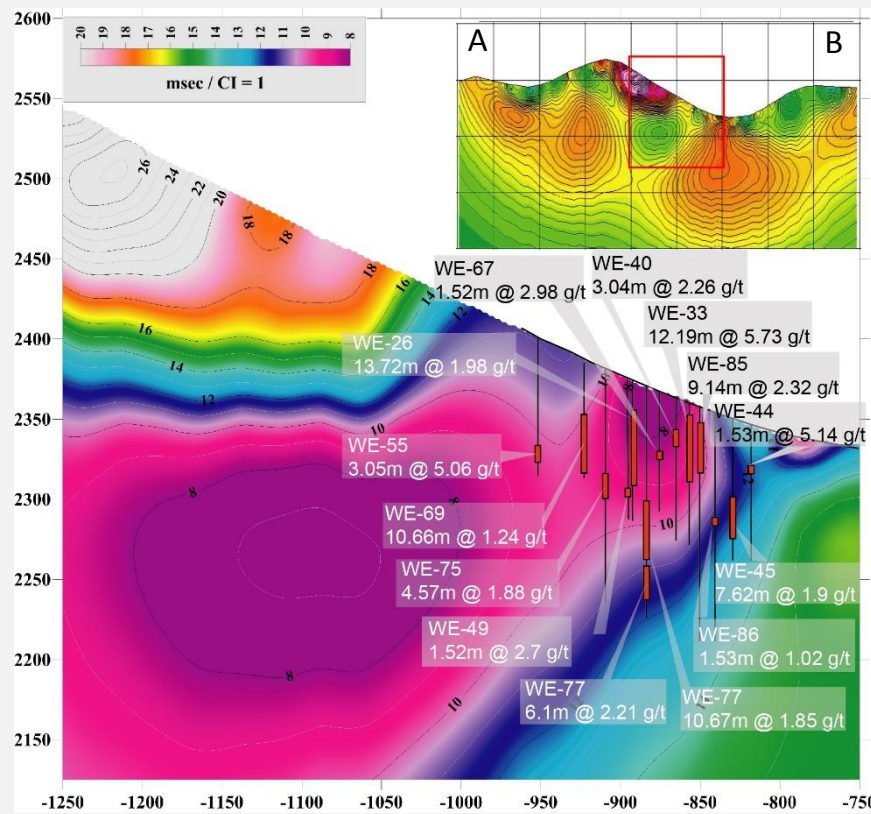 2600
2550
2500
2450
2400
2350
2300
2250
2200
2150
20 19 18 17 16 15 14 13 12 11 10 9 8
msec / CI = 1
A
B
26
24
22
20
18
18
18
16
14
12
16
14
12
10
10
8
8
8
10
8
10
10
12
WE-67
1.52m @ 2.98 g/t
WE-40
3.04m @ 2.26 g/t
WE-33
12.19m @ 5.73 g/t
WE-26
13.72m @ 1.98 g/t
WE-85
9.14m @ 2.32 g/t
WE-44
1.53m @ 5.14 g/t
WE-55
3.05m @ 5.06 g/t
WE-69
10.66m @ 1.24 g/t
WE-75
4.57m @ 1.88 g/t
WE-45
7.62m @ 1.9 g/t
WE-49
1.52m @ 2.7 g/t
WE-86
1.53m @ 1.02 g/t
WE-77
6.1m @ 2.21 g/t
WE-77
10.67m @ 1.85 g/t
-1250 -1200 -1150 -1100 -1050 -1000 -950 -900 -850 -800 -750